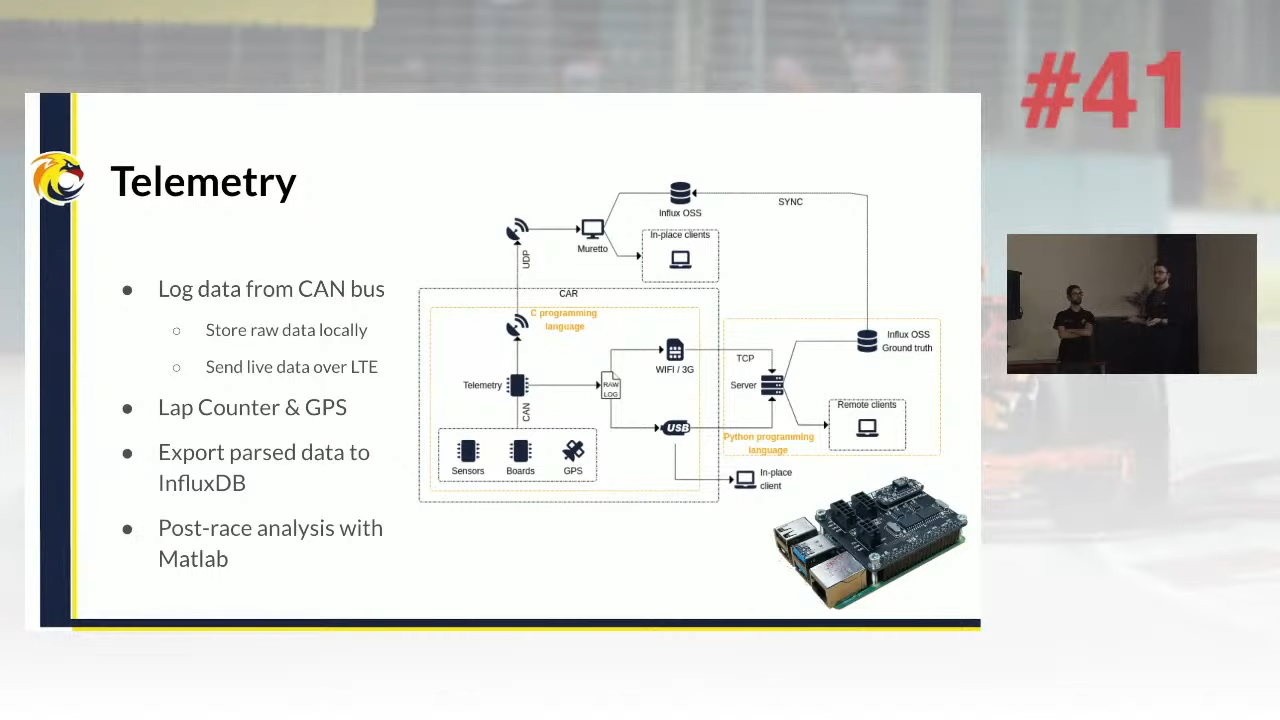 #41
Telemetry
Log data from CAN bus
Store raw data locally
Send live data over LTE
Lap Counter & GPS
Export parsed data to
InfluxDB
Post-race analysis with
Matlab
Influx OSS
SYNC
UDP
Muretto
In-place clients
CAR
C programming
language
Telemetry
CAN
RAW
LOG
WIFI / 3G
USB
Sensors
Boards
GPS
TCP
Server
Influx OSS
Ground truth
Remote clients
Python programming
language
In-place
client